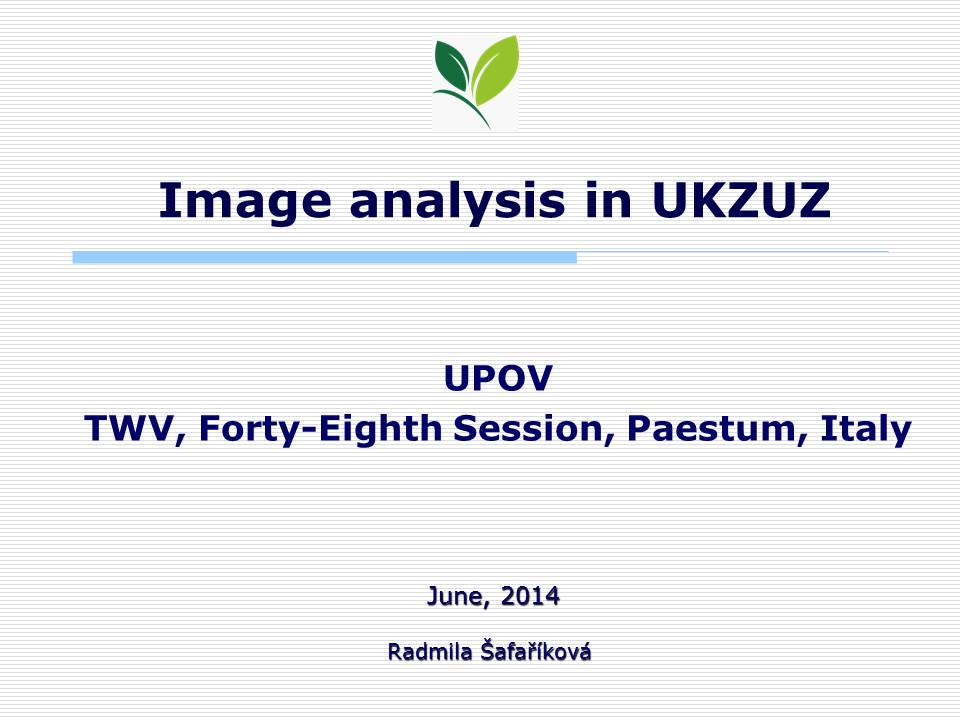 Image analysis in UKZUZ
UPOV
TWV, Forty-Eighth Session, Paestum, Italy
June, 2014
Radmila Šafaříková